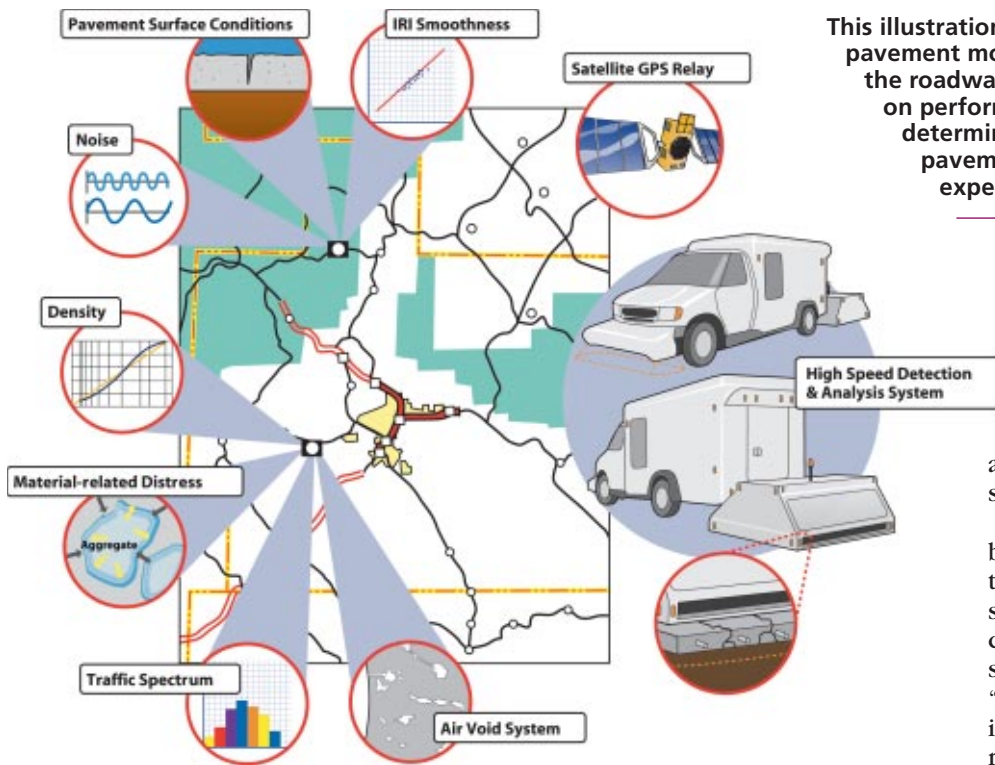 Pavement Surface Conditions
IRI Smoothness
Satellite GPS Relay
Noise
Density
High Speed Detection
& Analysis System
Material-related Distress
Aggregate
Traffic Spectrum
Air Void System
This illustration
pavement mo
the roadwa
on perform
determin
pavem
expe
a
s
b
t
s
c
s
“
i
r